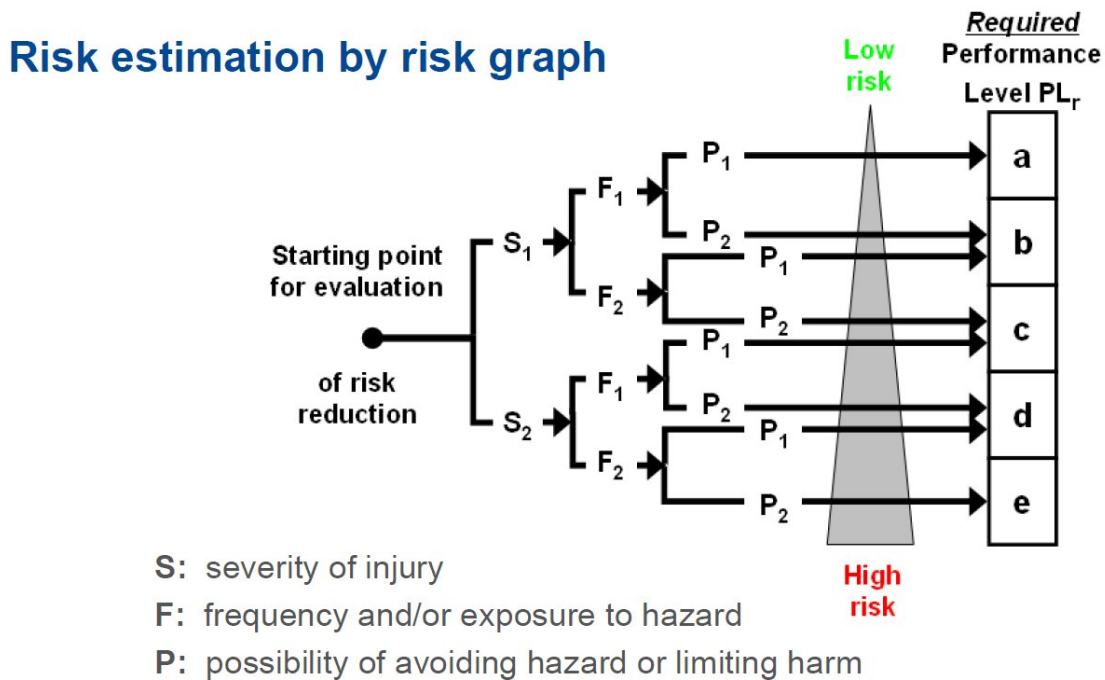 Risk estimation by risk graph
Required
Performance
Level PLr
Low
risk
Starting point
for evaluation
of risk
reduction
S1
S2
F1
F2
F1
F2
P1
P2
P1
P2
P1
P2
P1
P2
a
b
c
d
e
High
risk
S: severity of injury
F: frequency and/or exposure to hazard
P: possibility of avoiding hazard or limiting harm